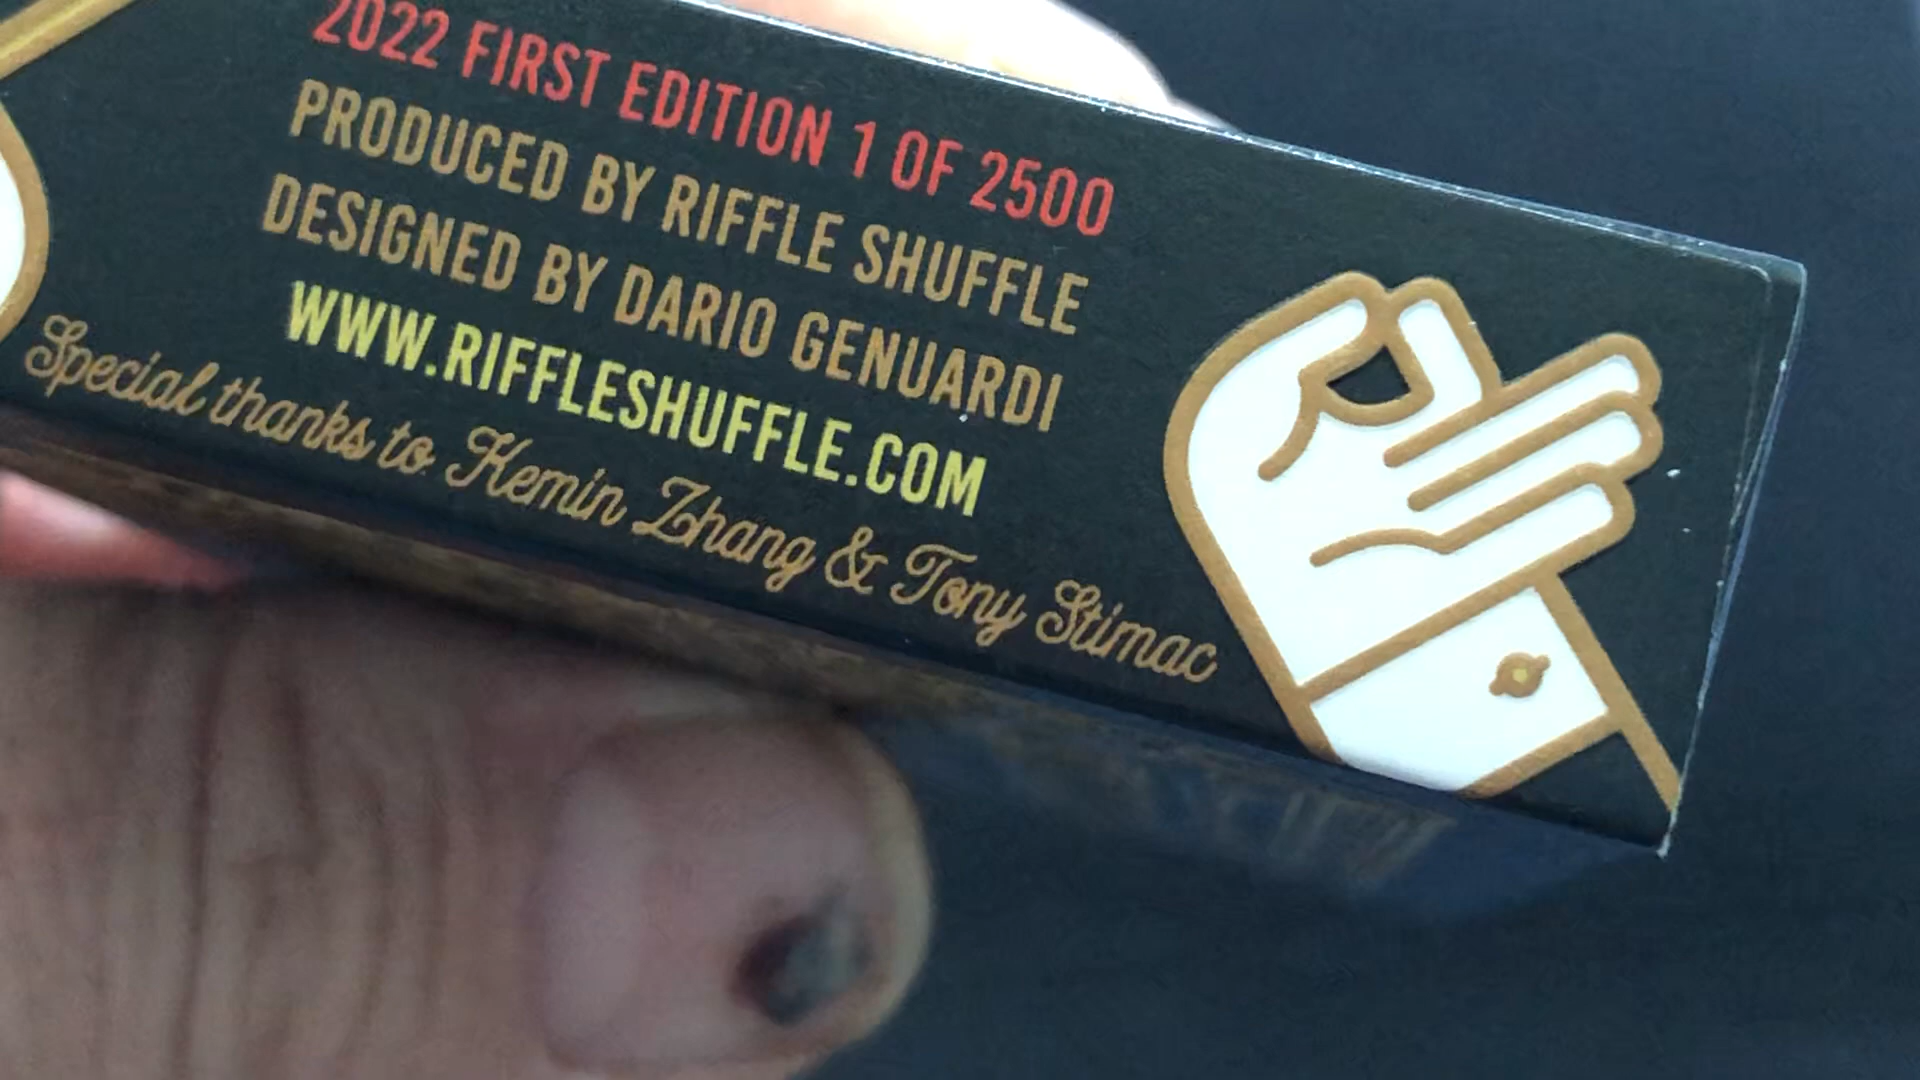 2022 FIRST EDITION 1 OF 2500
PRODUCED BY RIFFLE SHUFFLE
DESIGNED BY DARIO GENUARDI
WWW.RIFFLESHUFFLE.COM
Special thanks to Kemin Zhang & Tony Stimac